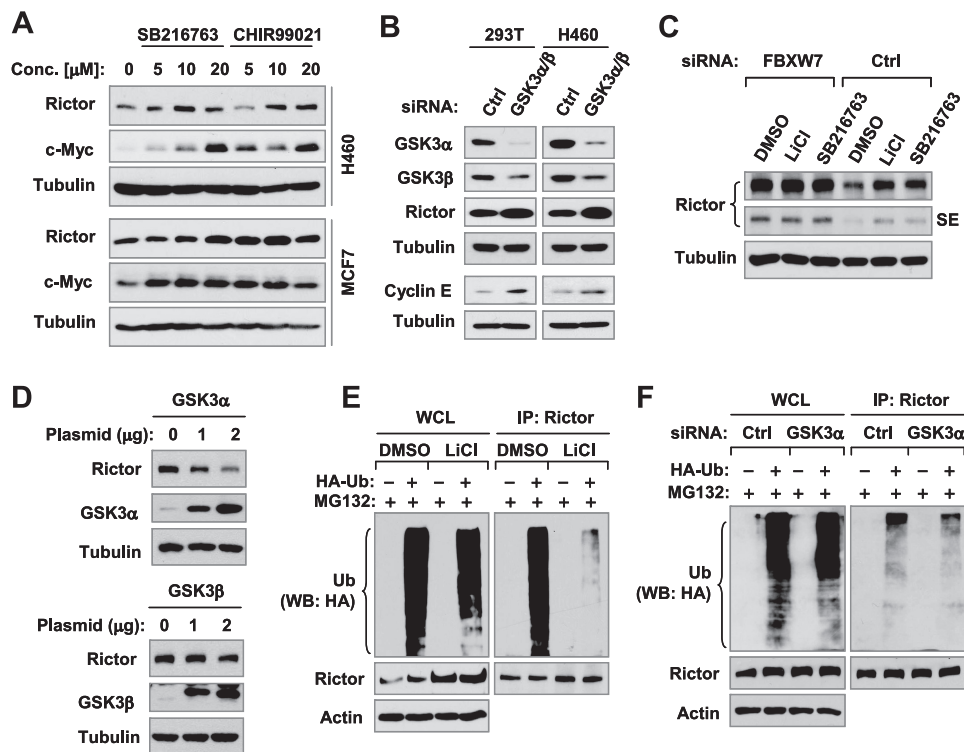 A
SB216763 CHIR99021
Conc. [µM] 0 5 10 20 5 10 20
Rictor
c-Myc
Tubulin
H460
Rictor
c-Myc
Tubulin
MCF7
B
293T H460
siRNA: Ctrl GSK3α/β Ctrl GSK3α/β
GSK3α
GSK3β
Rictor
Tubulin
Cyclin E
Tubulin
C
siRNA: FBXW7 Ctrl
DMSO LiCl SB216763 DMSO LiCl SB216763
Rictor
SE
Tubulin
D
GSK3α
Plasmid (µg): 0 1 2
Rictor
GSK3α
Tubulin
GSK3β
Plasmid (µg): 0 1 2
Rictor
GSK3β
Tubulin
E
WCL IP: Rictor
DMSO LiCl DMSO LiCl
HA-Ub: – + – + – + – +
MG132: + + + + + + + +
Ub
(WB: HA)
Rictor
Actin
F
WCL IP: Rictor
siRNA: Ctrl GSK3α Ctrl GSK3α
HA-Ub: – + – + – + – +
MG132: + + + + + + + +
Ub
(WB: HA)
Rictor
Actin